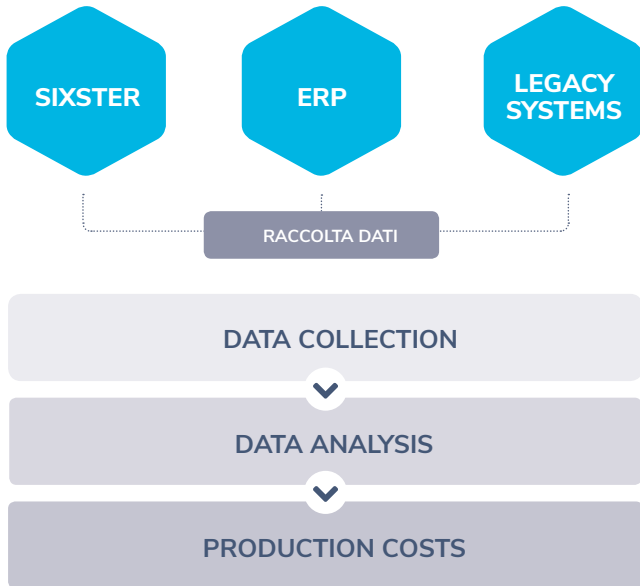 SIXSTER
ERP
LEGACY
SYSTEMS
RACCOLTA DATI
DATA COLLECTION
DATA ANALYSIS
PRODUCTION COSTS